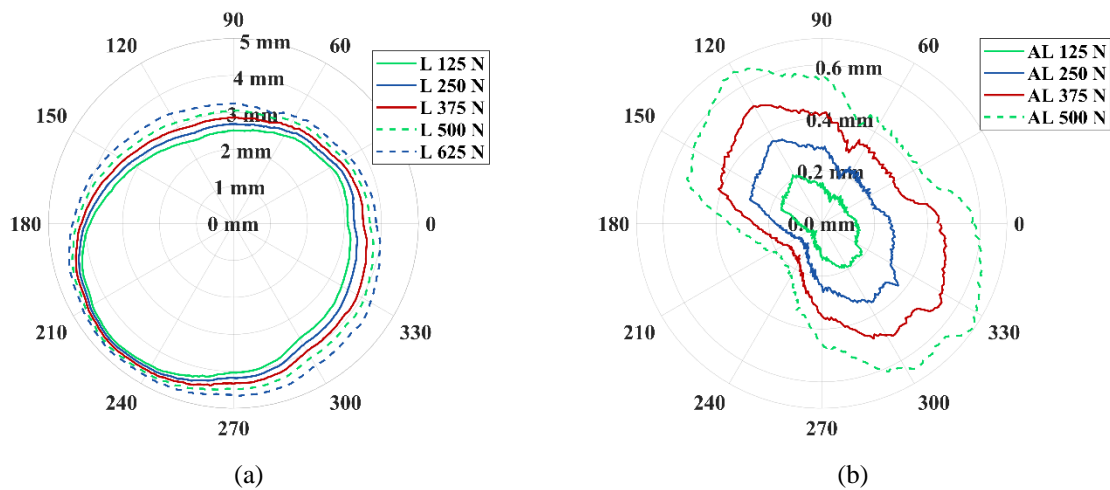 90
120
60
5 mm
4 mm
3 mm
2 mm
1 mm
0 mm
150
180
0
210
330
240
300
270
L 125 N
L 250 N
L 375 N
L 500 N
L 625 N
(a)
90
120
60
0.6 mm
0.4 mm
0.2 mm
0.0 mm
150
180
0
210
330
240
300
270
AL 125 N
AL 250 N
AL 375 N
AL 500 N
(b)